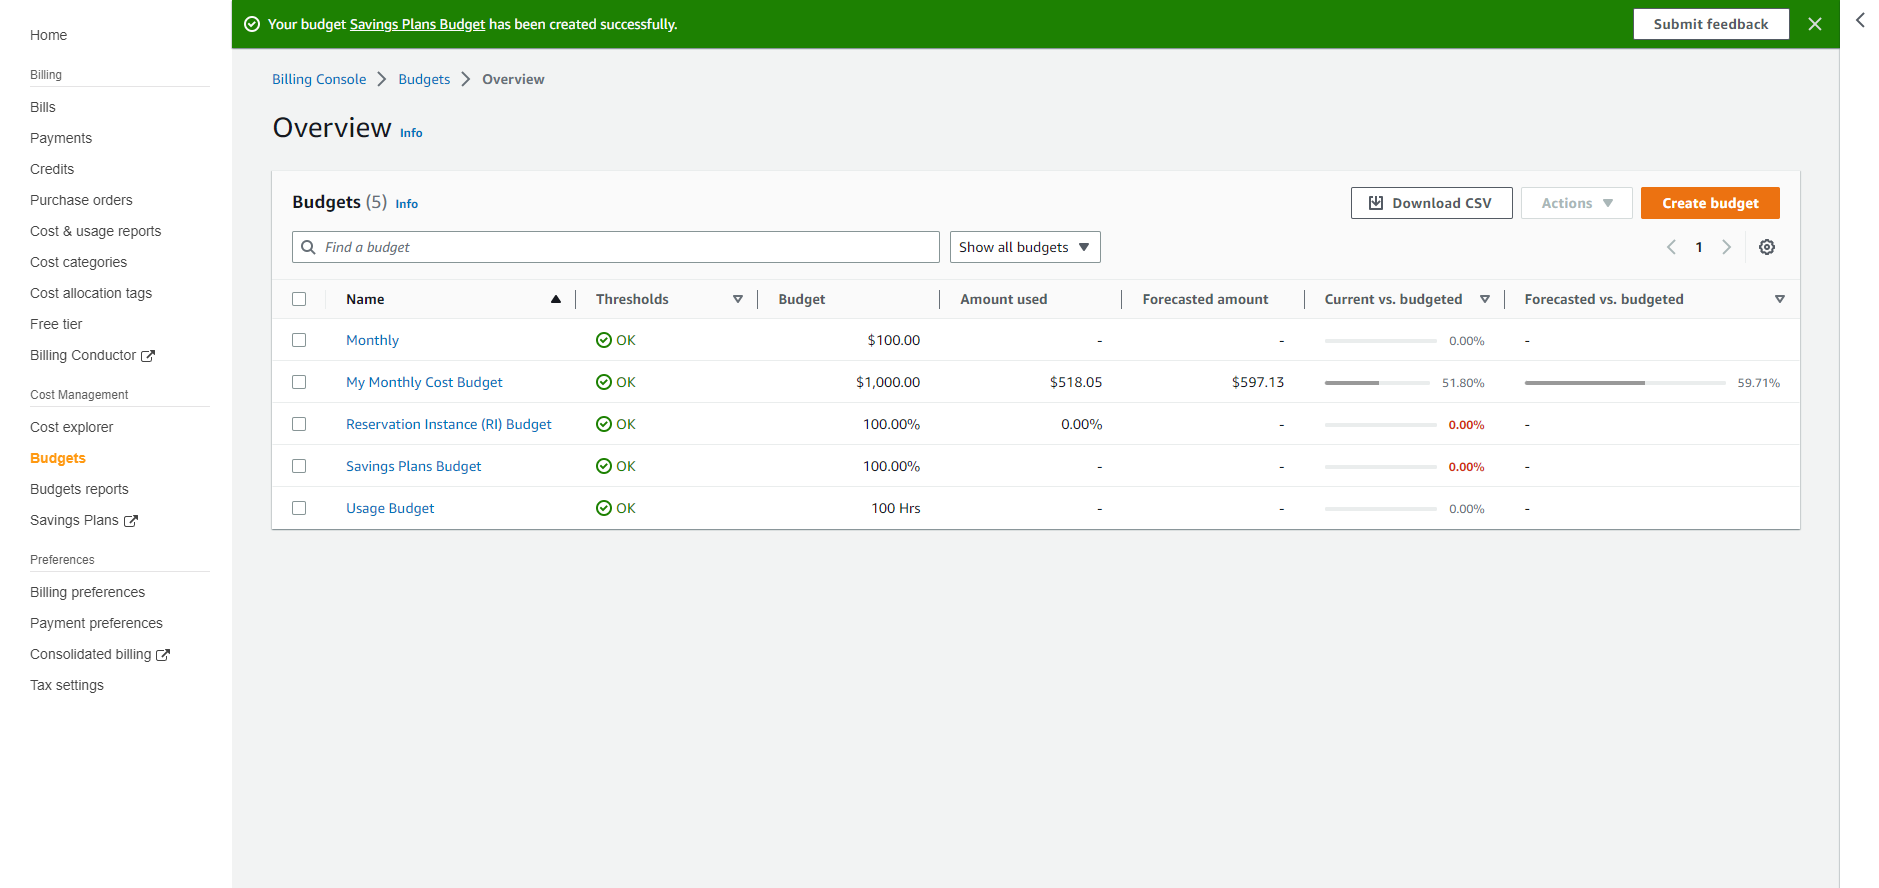 Home
Billing
Bills
Payments
Credits
Purchase orders
Cost & usage reports
Cost categories
Cost allocation tags
Free tier
Billing Conductor
Cost Management
Cost explorer
Budgets
Budgets reports
Savings Plans
Preferences
Billing preferences
Payment preferences
Consolidated billing
Tax settings
Your budget Savings Plans Budget has been created successfully. Submit feedback
Billing Console Budgets Overview
Overview Info
Budgets (5) Info Download CSV Actions Create budget
Find a budget Show all budgets 1
Name Thresholds Budget Amount used Forecasted amount Current vs. budgeted Forecasted vs. budgeted
Monthly OK $100.00 - - 0.00% -
My Monthly Cost Budget OK $1,000.00 $518.05 $597.13 51.80% 59.71%
Reservation Instance (RI) Budget OK 100.00% 0.00% - 0.00% -
Savings Plans Budget OK 100.00% - - 0.00% -
Usage Budget OK 100 Hrs - - 0.00% -